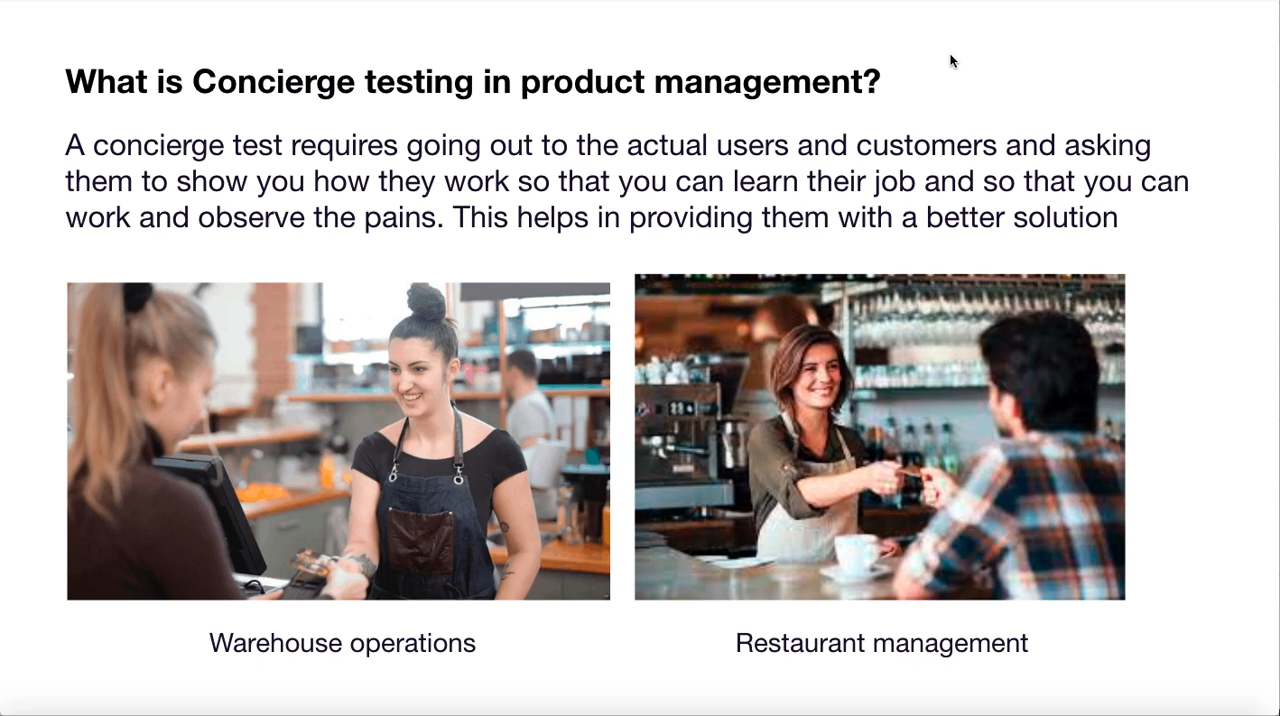 What is Concierge testing in product management?
A concierge test requires going out to the actual users and customers and asking
them to show you how they work so that you can learn their job and so that you can
work and observe the pains. This helps in providing them with a better solution
Warehouse operations
Restaurant management